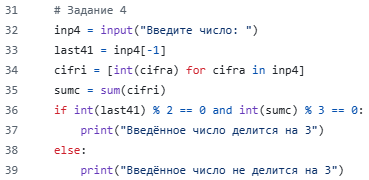 31 # Задание 4
32 inp4 = input("Введите число: ")
33 last41 = inp4[-1]
34 cifri = [int(cifra) for cifra in inp4]
35 sumc = sum(cifri)
36 if int(last41) % 2 == 0 and int(sumc) % 3 == 0:
37 print("Введённое число делится на 3")
38 else:
39 print("Введённое число не делится на 3")